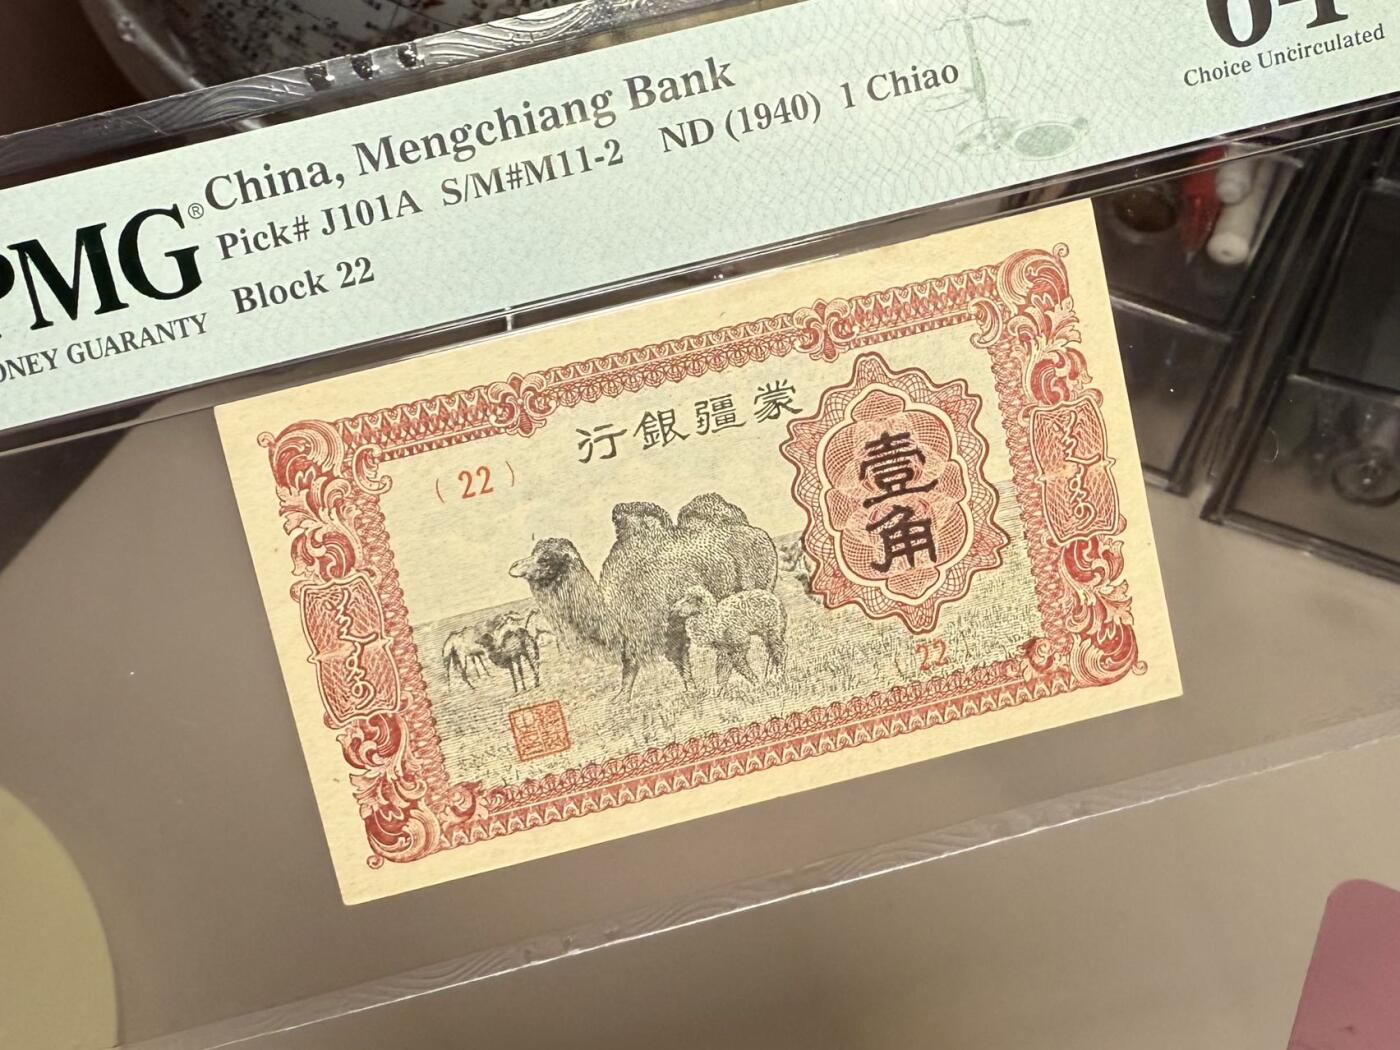 China, Mengchiang Bank
Pick# J101A S/M#M11-2 ND (1940) 1 Chiao
Block 22
PMG®
MONEY GUARANTY
64
Choice Uncirculated
行銀疆蒙
( 22 )
壹角
( 22 )